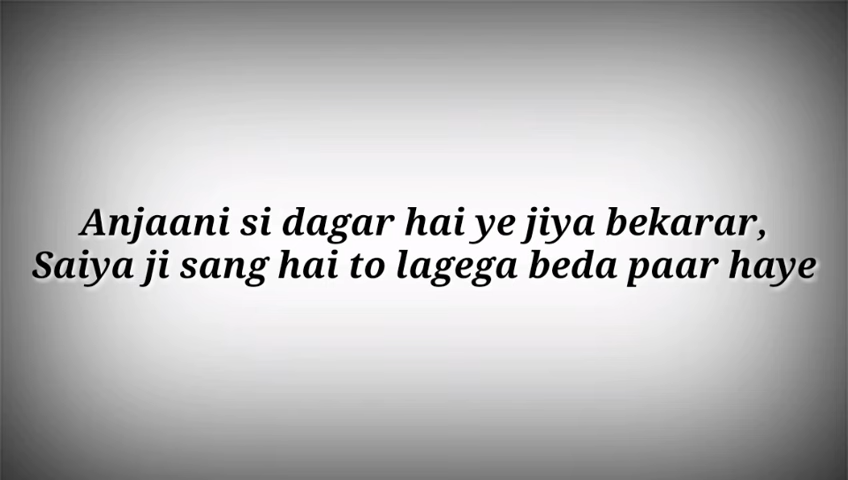 Anjaani si dagar hai ye jiya bekarar,
Saiya ji sang hai to lagega beda paar haye